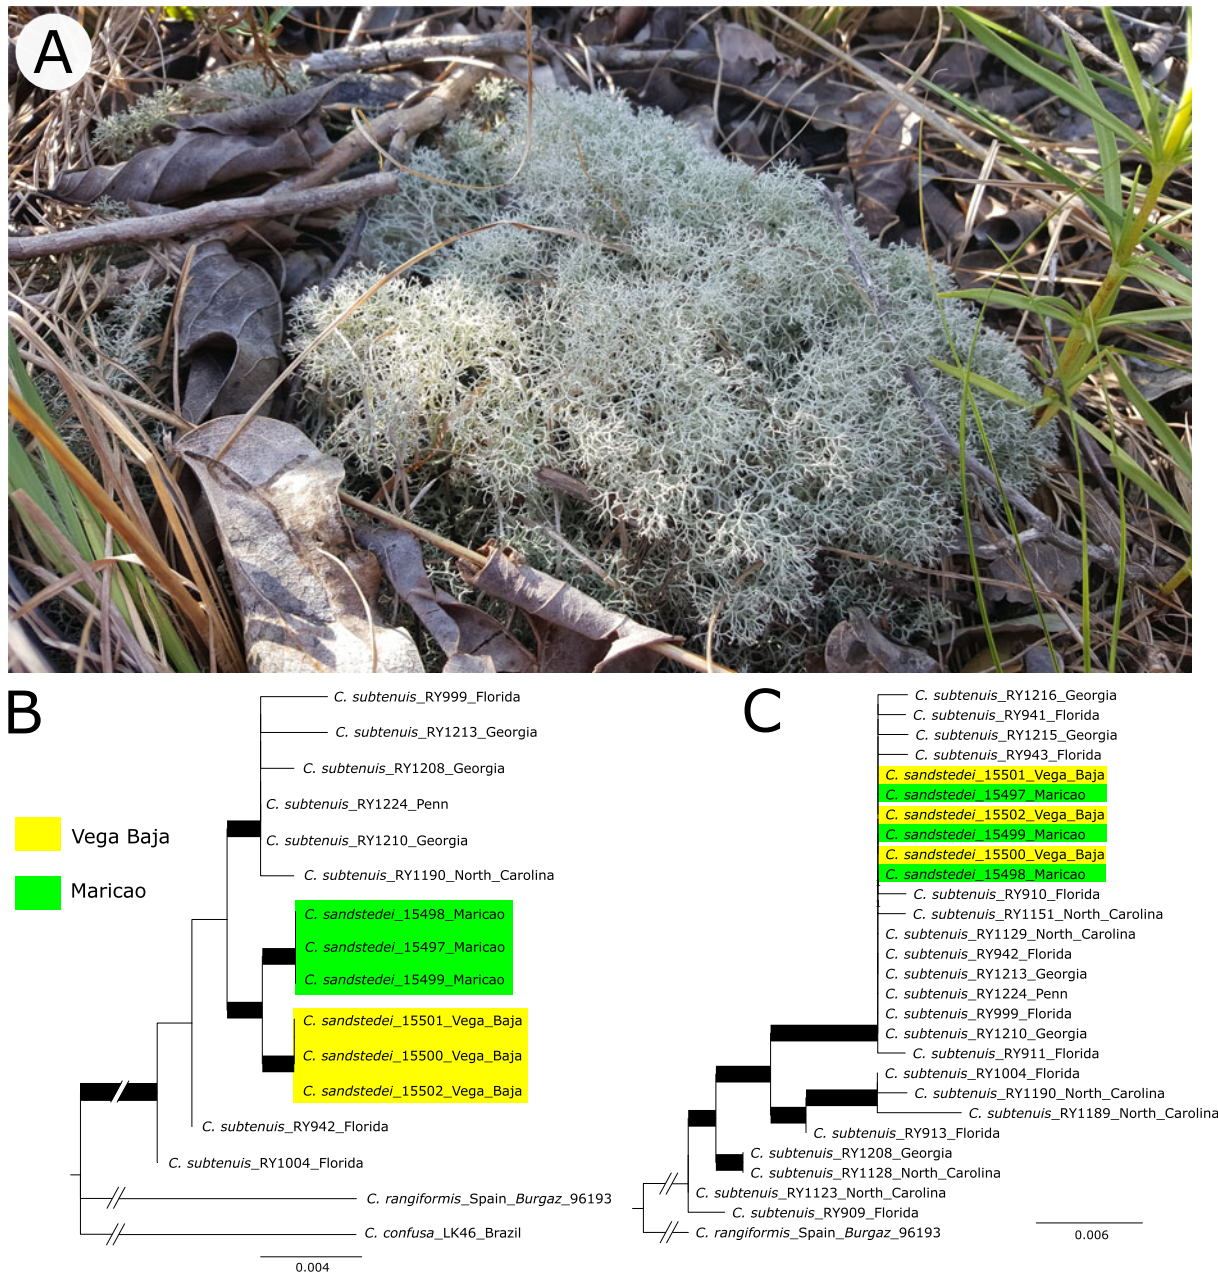 A
B
C. subtenuis_RY999_Florida
C. subtenuis_RY1213_Georgia
C. subtenuis_RY1208_Georgia
C. subtenuis_RY1224_Penn
C. subtenuis_RY1210_Georgia
C. subtenuis_RY1190_North_Carolina
Vega Baja
Maricao
C. sandstedei_15498_Maricao
C. sandstedei_15497_Maricao
C. sandstedei_15499_Maricao
C. sandstedei_15501_Vega_Baja
C. sandstedei_15500_Vega_Baja
C. sandstedei_15502_Vega_Baja
C. subtenuis_RY942_Florida
C. subtenuis_RY1004_Florida
C. rangiformis_Spain_Burgaz_96193
C. confusa_LK46_Brazil
0.004
C
C. subtenuis_RY1216_Georgia
C. subtenuis_RY941_Florida
C. subtenuis_RY1215_Georgia
C. subtenuis_RY943_Florida
C. sandstedei_15501_Vega_Baja
C. sandstedei_15497_Maricao
C. sandstedei_15502_Vega_Baja
C. sandstedei_15499_Maricao
C. sandstedei_15500_Vega_Baja
C. sandstedei_15498_Maricao
C. subtenuis_RY910_Florida
C. subtenuis_RY1151_North_Carolina
C. subtenuis_RY1129_North_Carolina
C. subtenuis_RY942_Florida
C. subtenuis_RY1213_Georgia
C. subtenuis_RY1224_Penn
C. subtenuis_RY999_Florida
C. subtenuis_RY1210_Georgia
C. subtenuis_RY911_Florida
C. subtenuis_RY1004_Florida
C. subtenuis_RY1190_North_Carolina
C. subtenuis_RY1189_North_Carolina
C. subtenuis_RY913_Florida
C. subtenuis_RY1208_Georgia
C. subtenuis_RY1128_North_Carolina
C. subtenuis_RY1123_North_Carolina
C. subtenuis_RY909_Florida
C. rangiformis_Spain_Burgaz_96193
0.006